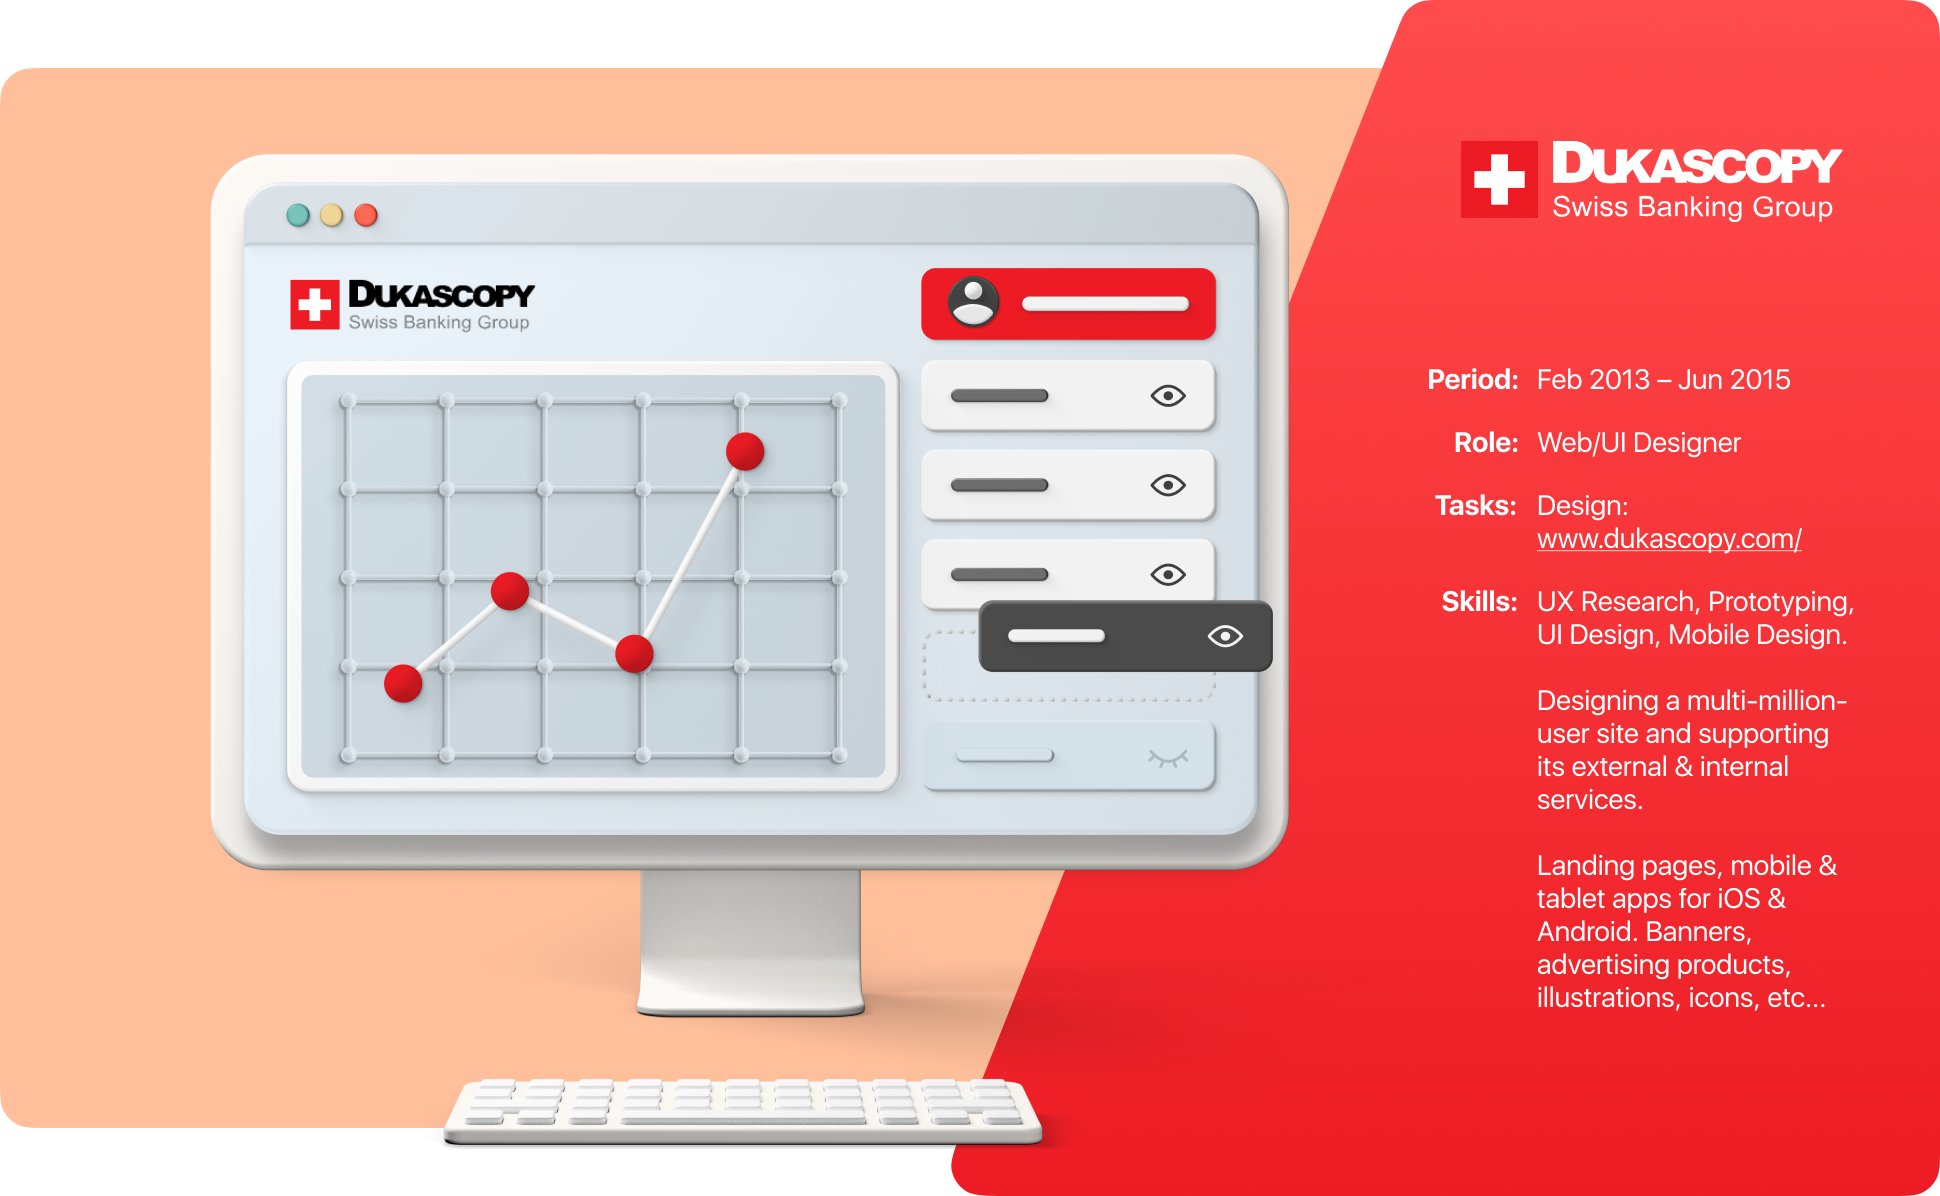 DUKASCOPY
Swiss Banking Group
DUKASCOPY
Swiss Banking Group
Period: Feb 2013 – Jun 2015
Role: Web/UI Designer
Tasks: Design:
www.dukascopy.com/
Skills: UX Research, Prototyping,
UI Design, Mobile Design.
Designing a multi-million-
user site and supporting
its external & internal
services.
Landing pages, mobile &
tablet apps for iOS &
Android. Banners,
advertising products,
illustrations, icons, etc...